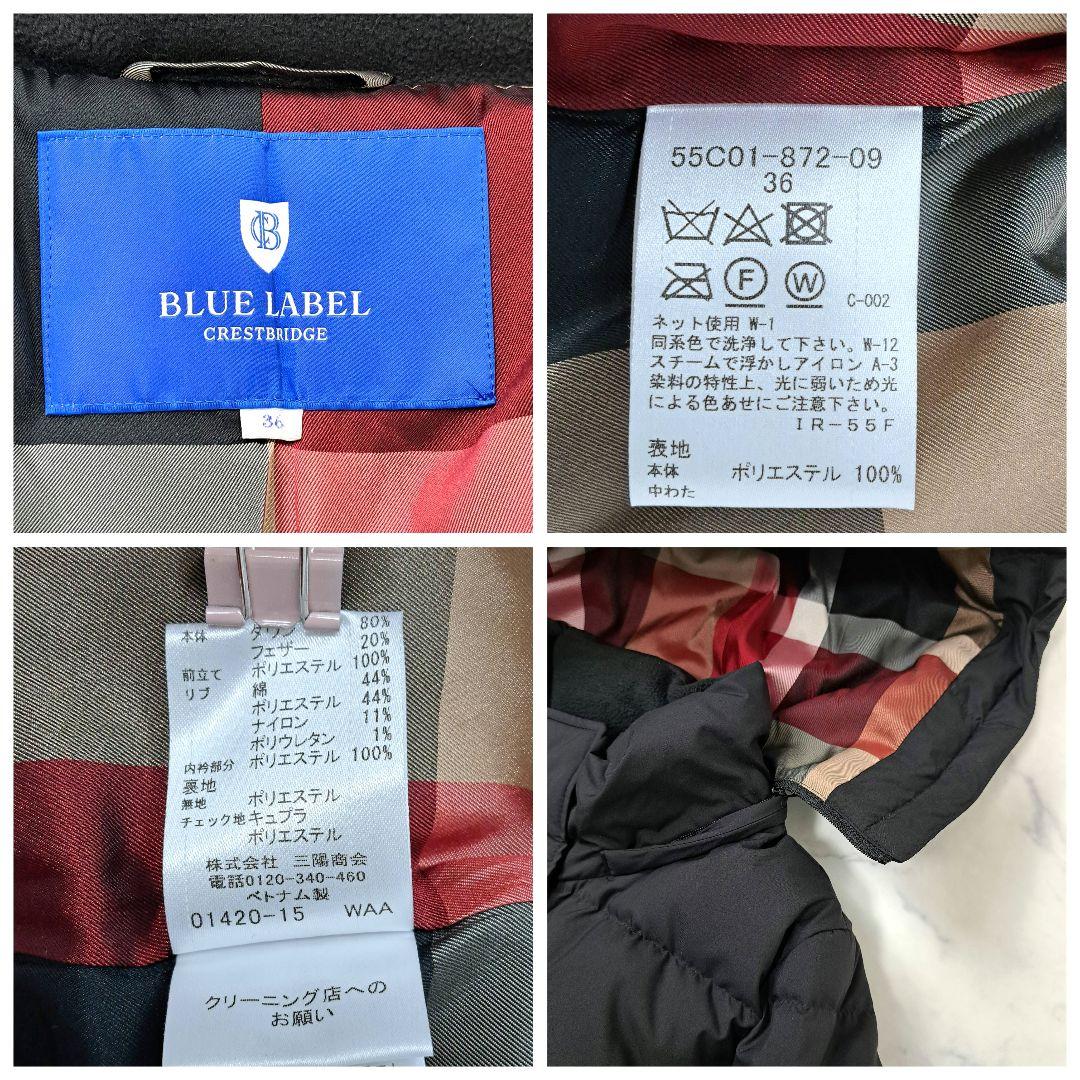 CB
BLUE LABEL
CRESTBRIDGE
36
55C01-872-09
36
F
W
C-002
ネット使用 W-1
同系色で洗浄して下さい。W-12
スチームで浮かしアイロン A-3
染料の特性上、光に弱いため光
による色あせにご注意下さい。
IR-55F
表地
本体 ポリエステル 100%
中わた
本体 ダウン 80%
フェザー 20%
前立て ポリエステル 100%
リブ 綿 44%
ポリエステル 44%
ナイロン 11%
ポリウレタン 1%
内衿部分 ポリエステル 100%
裏地
無地 ポリエステル
チェック地 キュプラ
ポリエステル
株式会社 三陽商会
電話0120-340-460
ベトナム製
01420-15 WAA
クリーニング店への
お願い